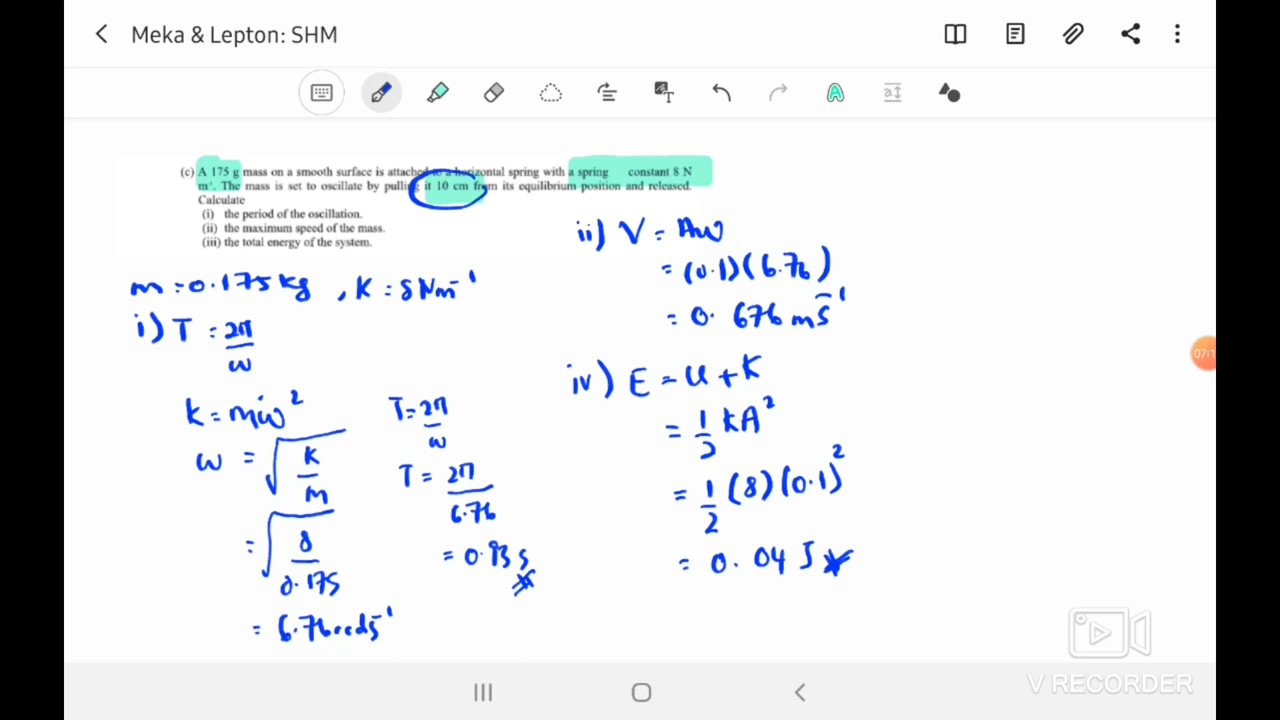 Meka & Lepton: SHM
(c) A 175 g mass on a smooth surface is attached to a horizontal spring with a spring constant 8 N
m⁻¹. The mass is set to oscillate by pulling it 10 cm from its equilibrium position and released.
Calculate
(i) the period of the oscillation.
(ii) the maximum speed of the mass.
(iii) the total energy of the system.
m = 0.175 kg , K = 8 Nm⁻¹
i) T = 2π/ω
K = mω²
ω = √(K/m)
= √(8/0.175)
= 6.76 rads⁻¹
T = 2π/ω
T = 2π/6.76
= 0.93 s
ii) V = Aω
= (0.1)(6.76)
= 0.676 ms⁻¹
iv) E = U + K
= 1/2 kA²
= 1/2 (8)(0.1)²
= 0.04 J
07:1
V RECORDER